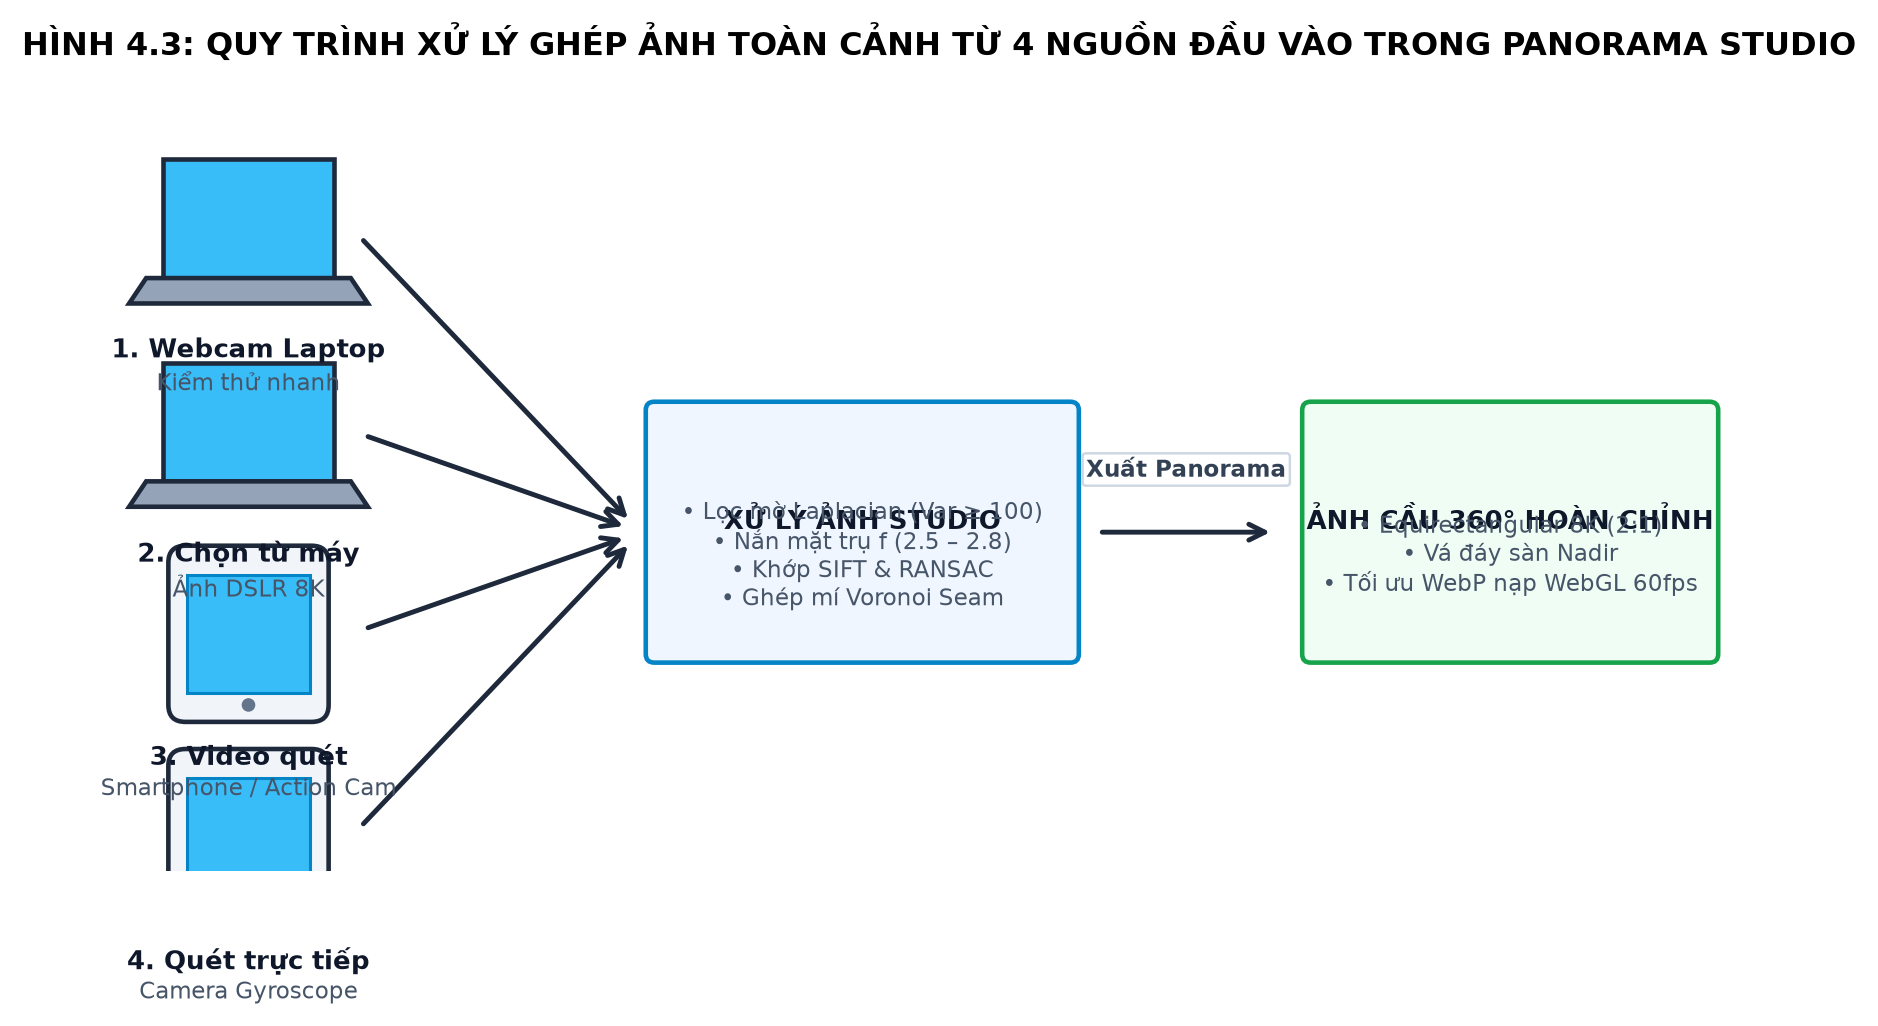 HÌNH 4.3: QUY TRÌNH XỬ LÝ GHÉP ẢNH TOÀN CẢNH TỪ 4 NGUỒN ĐẦU VÀO TRONG PANORAMA STUDIO
1. Webcam Laptop
Kiểm thử nhanh
2. Chọn từ máy
Ảnh DSLR 8K
3. Video quét
Smartphone / Action Cam
4. Quét trực tiếp
Camera Gyroscope
XỬ LÝ ẢNH STUDIO
• Lọc mờ Laplacian (Var ≥ 100)
• Nắn mặt trụ f (2.5 – 2.8)
• Khớp SIFT & RANSAC
• Ghép mí Voronoi Seam
Xuất Panorama
ẢNH CẦU 360° HOÀN CHỈNH
• Equirectangular 8K (2:1)
• Vá đáy sàn Nadir
• Tối ưu WebP nạp WebGL 60fps